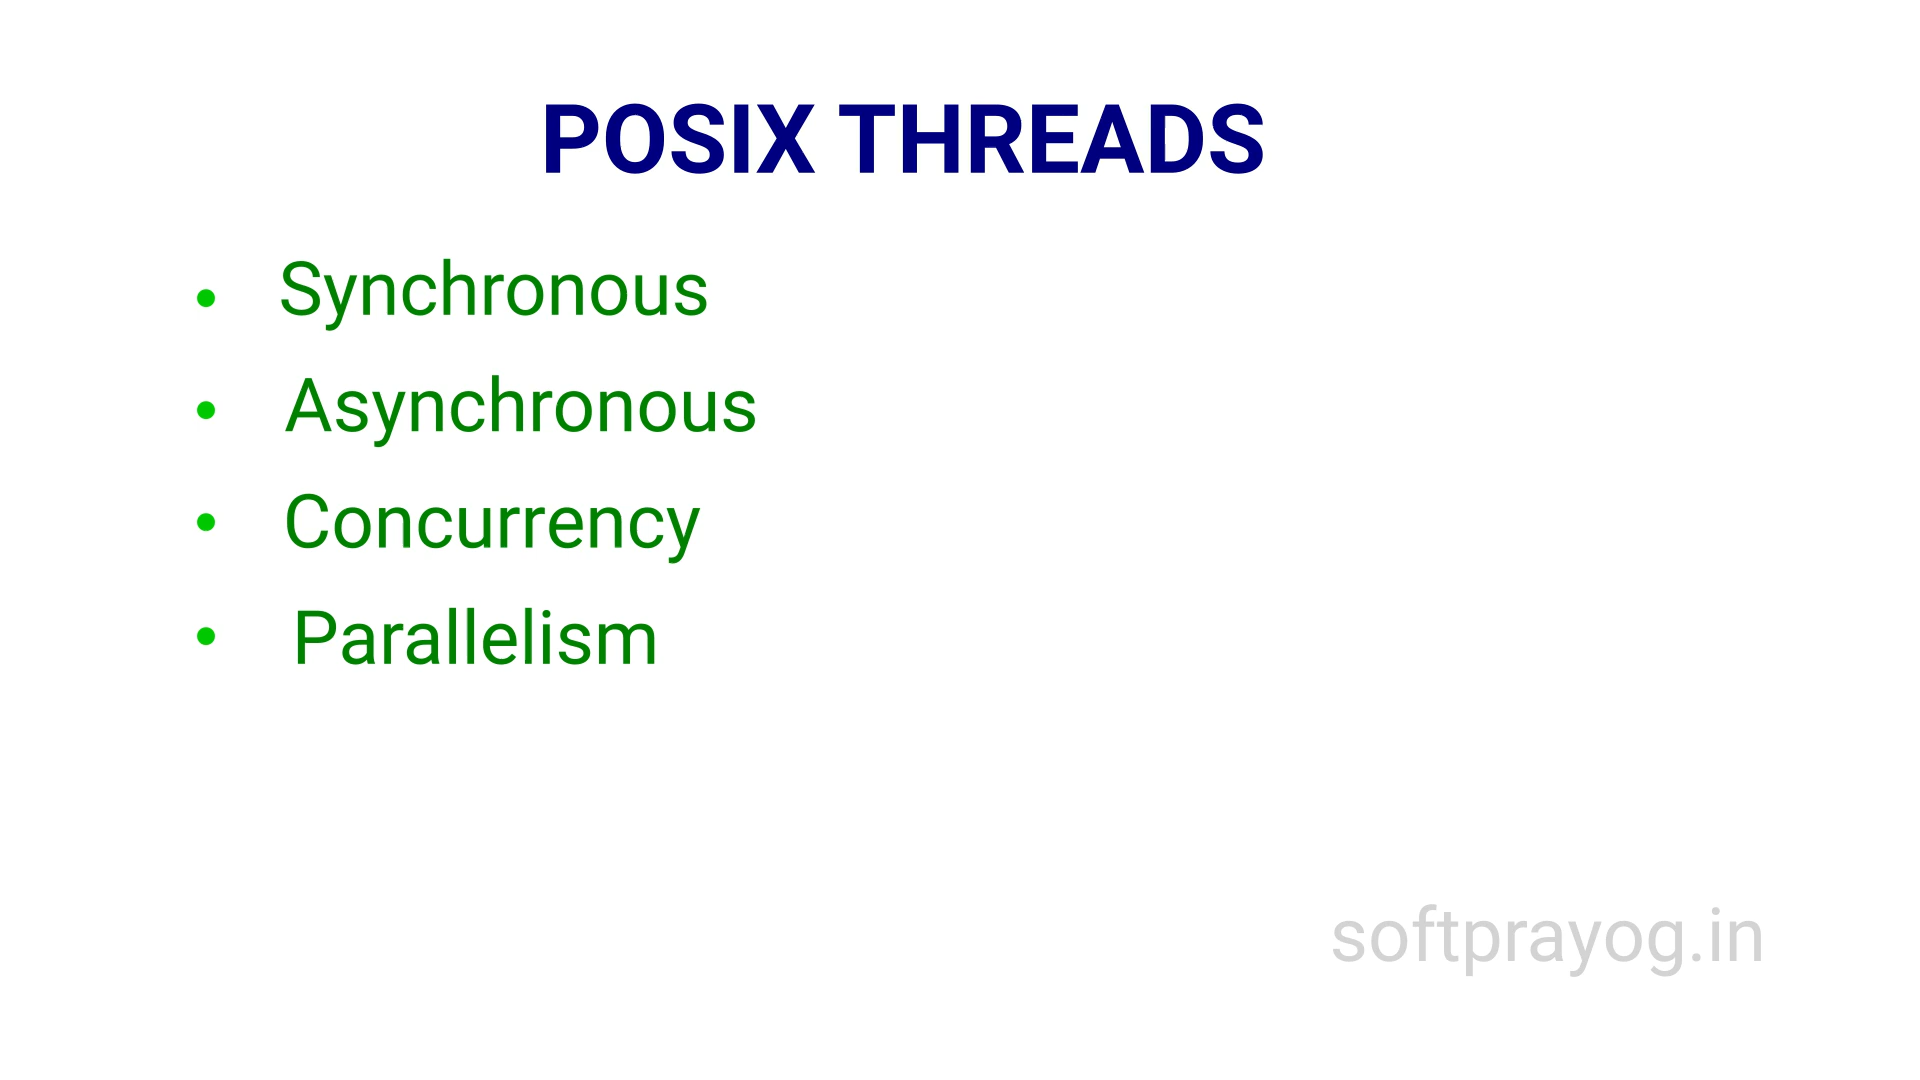 POSIX THREADS
• Synchronous
• Asynchronous
• Concurrency
• Parallelism
softprayog.in